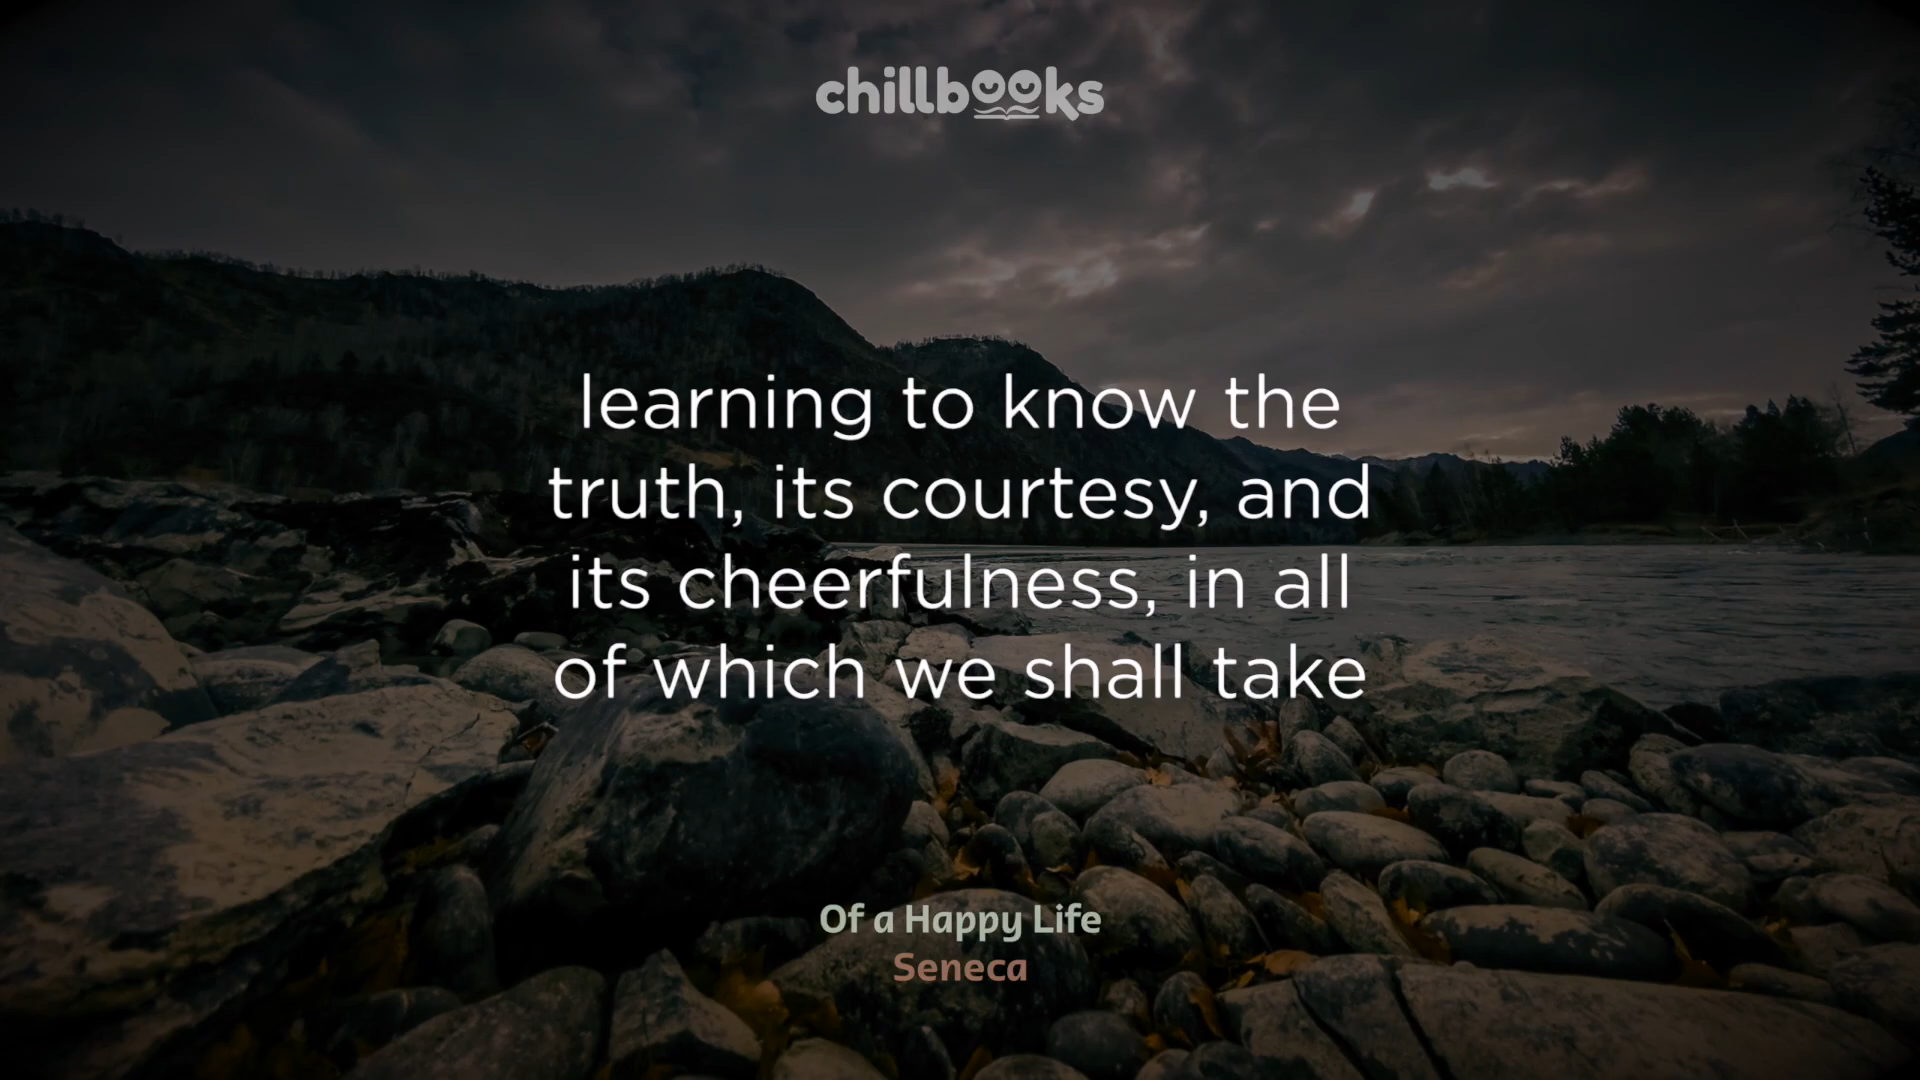 chillbooks
learning to know the
truth, its courtesy, and
its cheerfulness, in all
of which we shall take
Of a Happy Life
Seneca